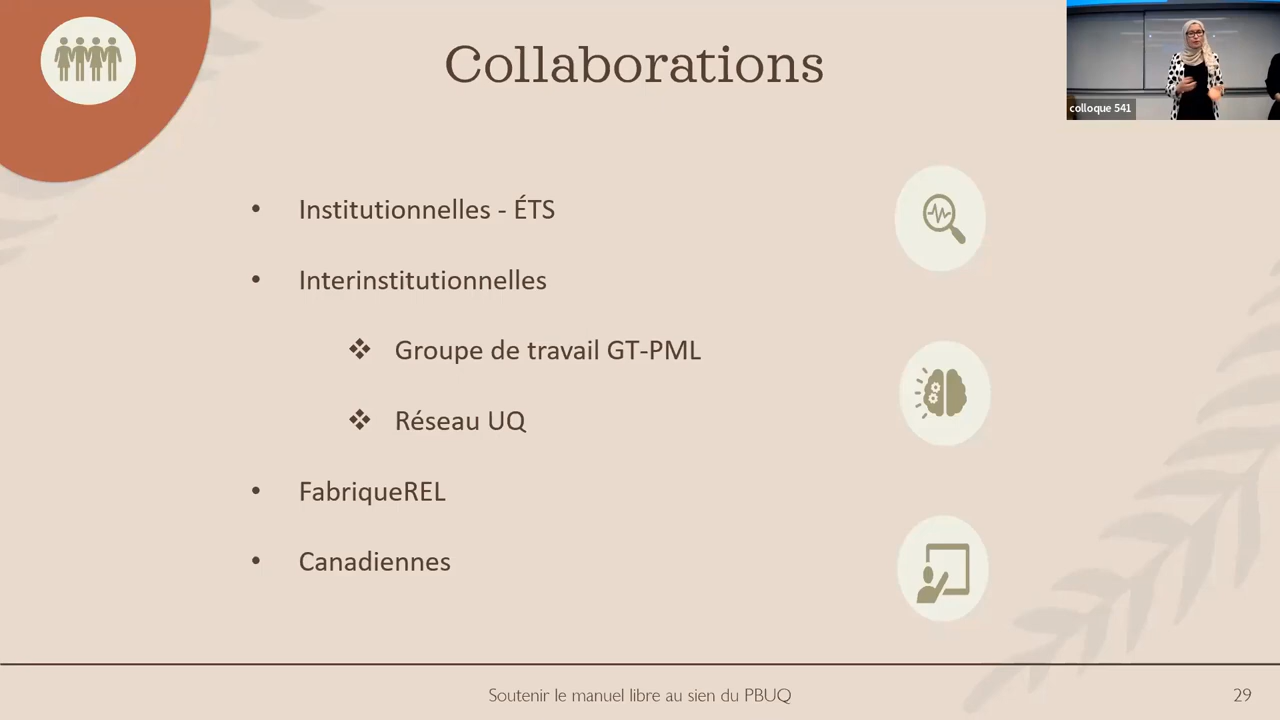 Collaborations
colloque 541
• Institutionnelles - ÉTS
• Interinstitutionnelles
❖ Groupe de travail GT-PML
❖ Réseau UQ
• FabriqueREL
• Canadiennes
Soutenir le manuel libre au sien du PBUQ
29